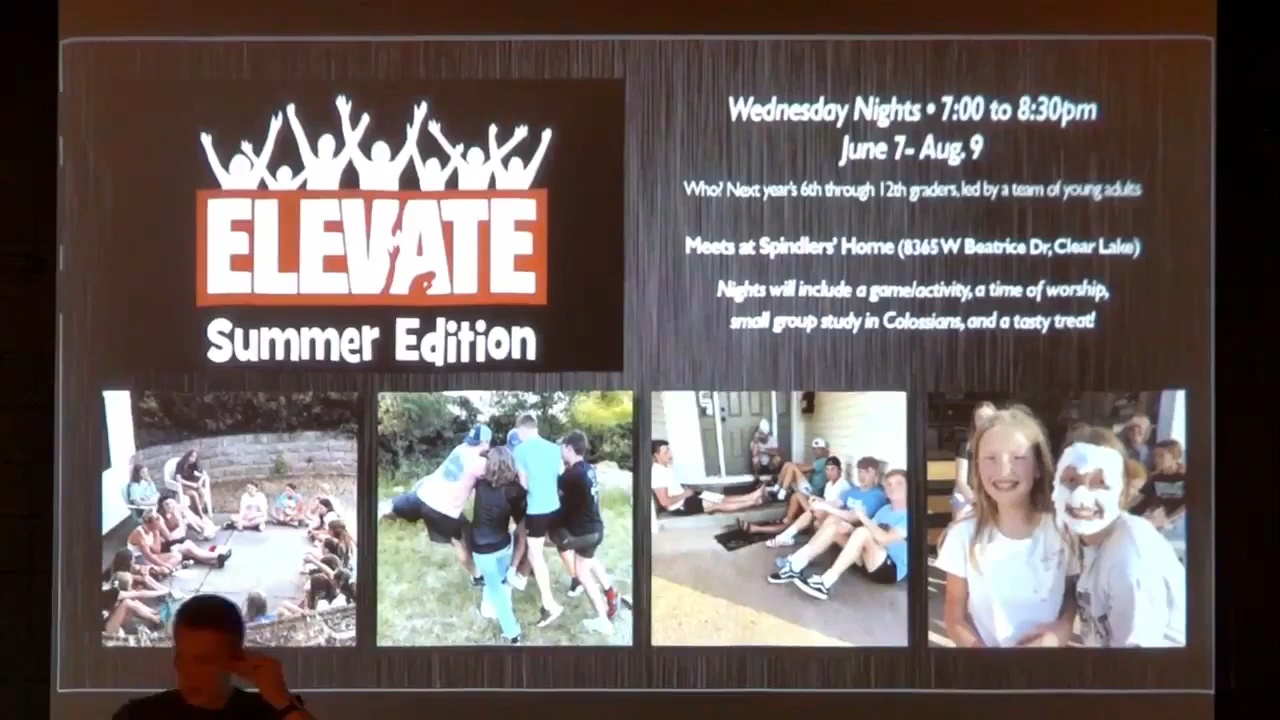 ELEVATE
Summer Edition
Wednesday Nights • 7:00 to 8:30pm
June 7- Aug. 9
Who? Next year's 6th through 12th graders, led by a team of young adults
Meets at Spindlers' Home (8365 W Beatrice Dr, Clear Lake)
Nights will include a game/activity, a time of worship,
small group study in Colossians, and a tasty treat!